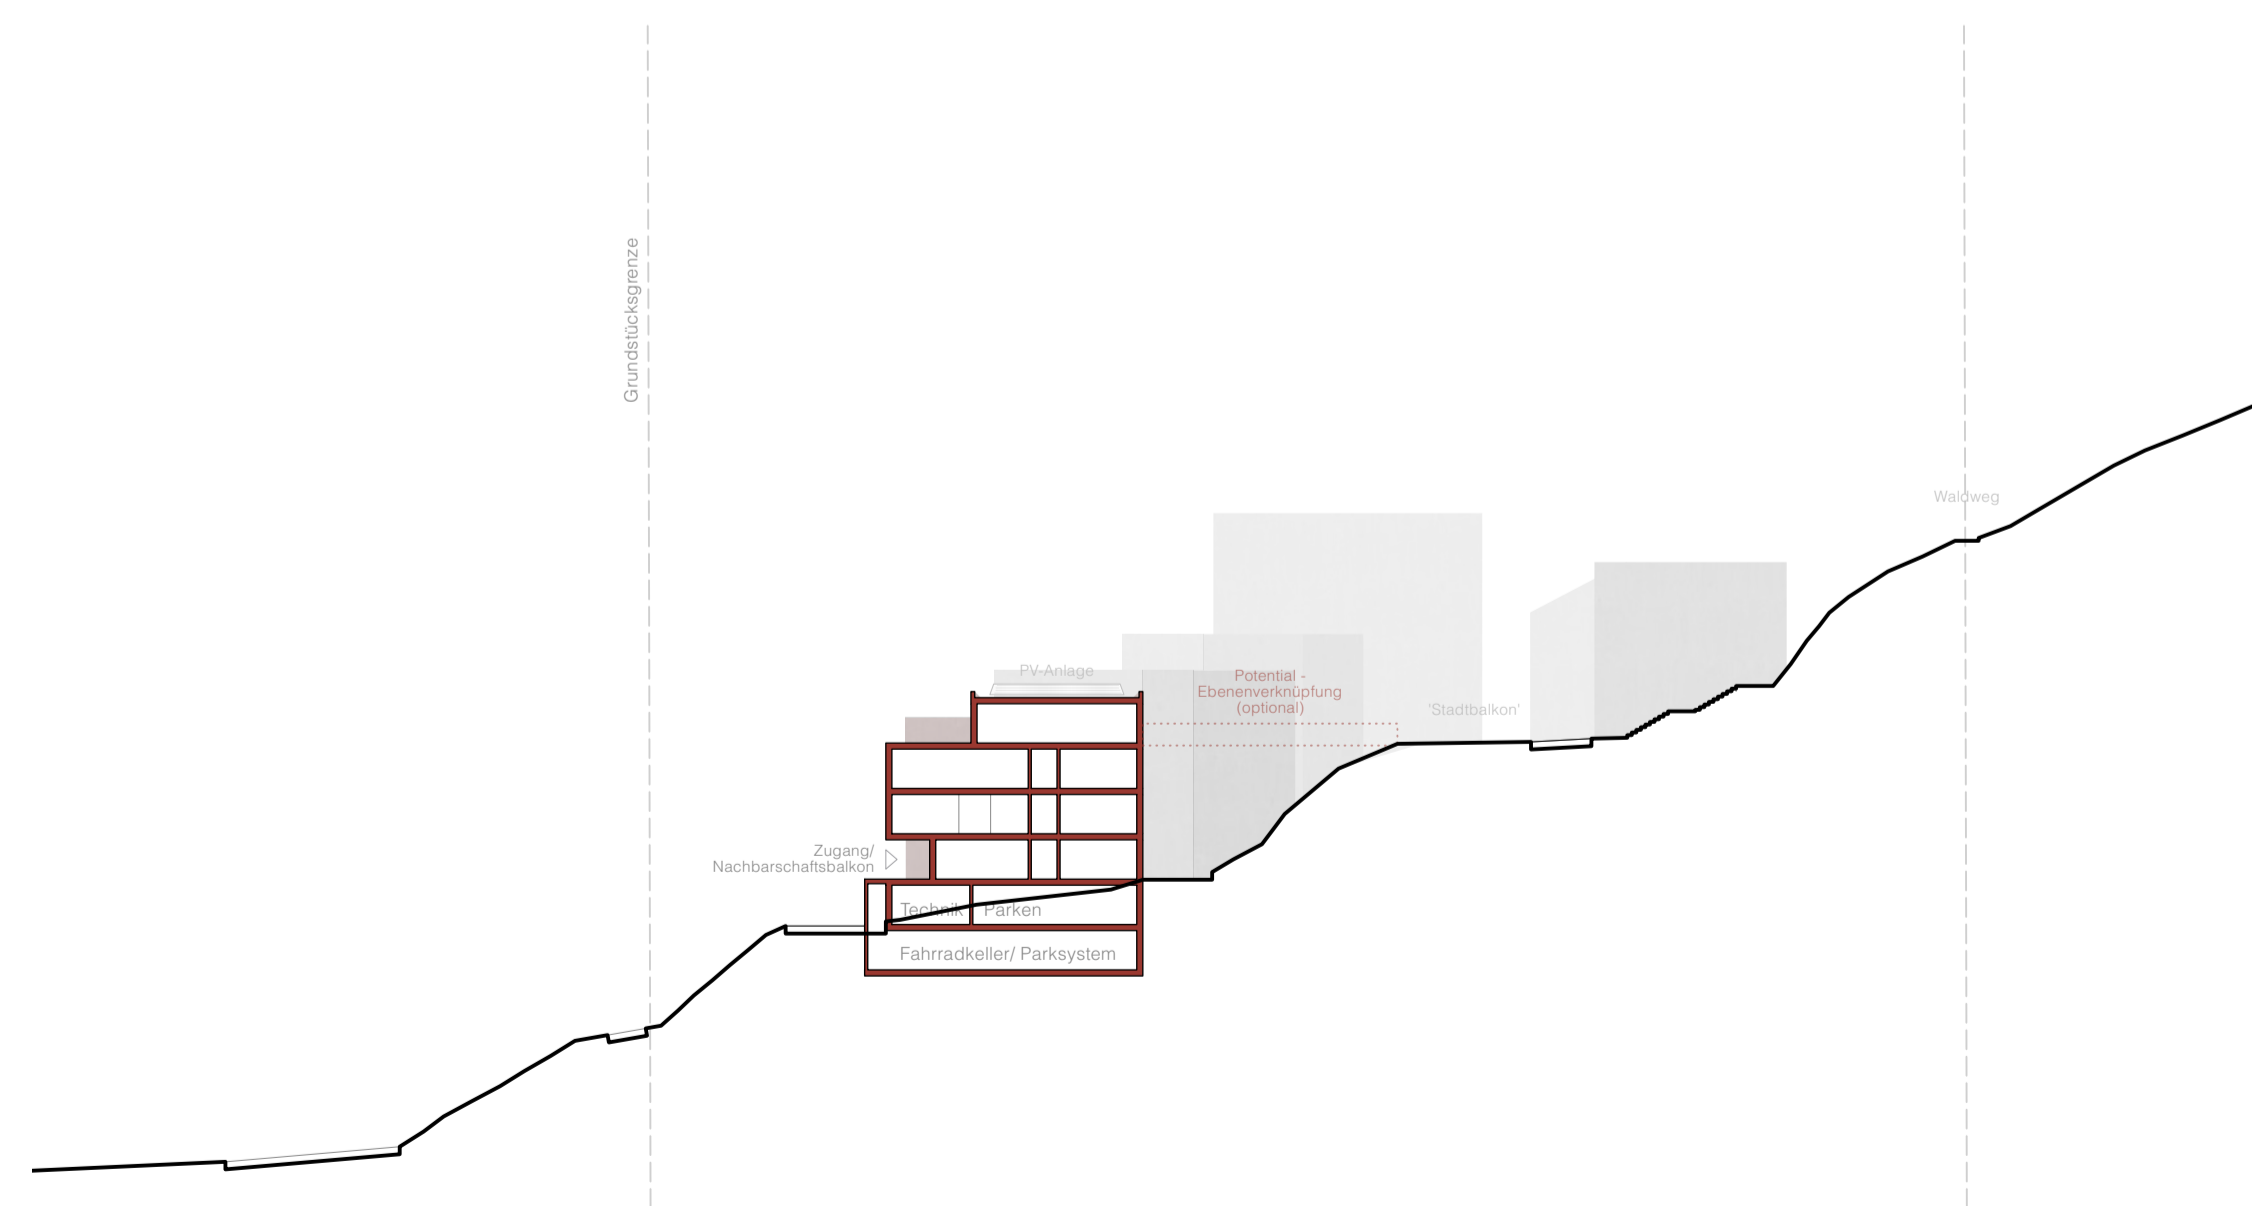 Grundstücksgrenze
Waldweg
PV-Anlage
Potential -
Ebenenverknüpfung
(optional)
'Stadtbalkon'
Zugang/
Nachbarschaftsbalkon
Technik
Parken
Fahrradkeller/ Parksystem